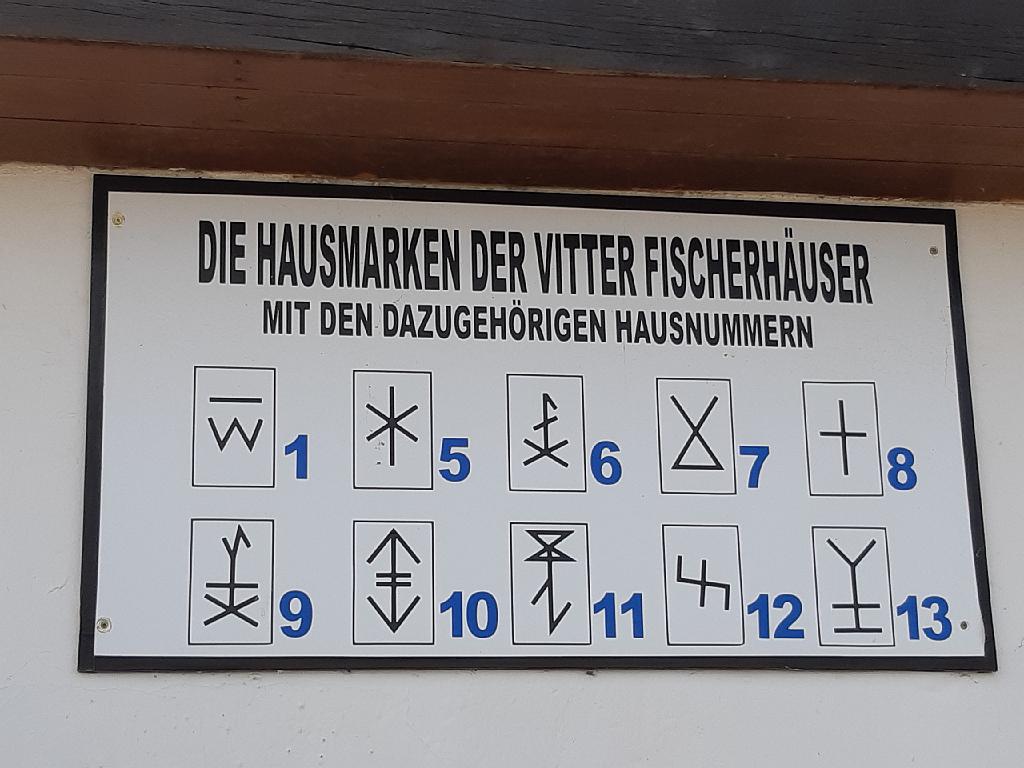 DIE HAUSMARKEN DER VITTER FISCHERHÄUSER
MIT DEN DAZUGEHÖRIGEN HAUSNUMMERN
1 5 6 7 8
9 10 11 12 13